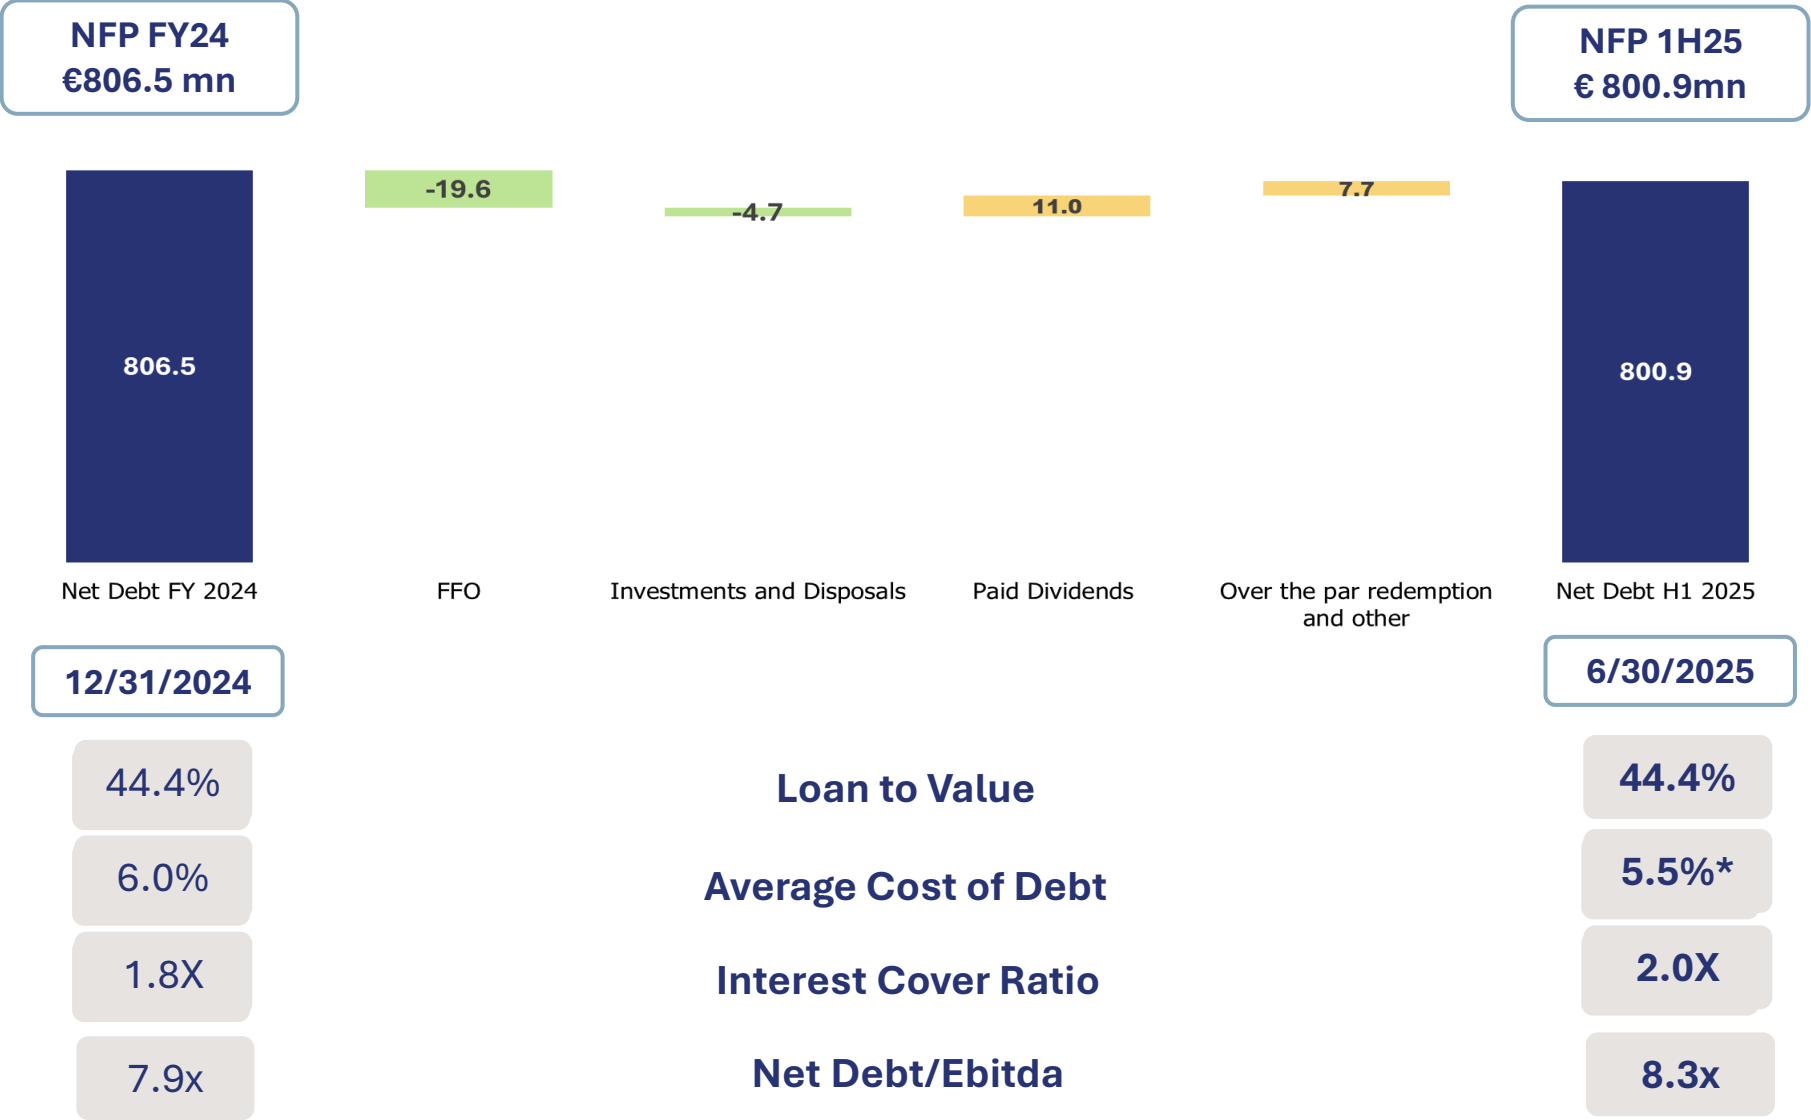 NFP FY24
€806.5 mn
NFP 1H25
€ 800.9mn
-19.6
-4.7
11.0
7.7
806.5
800.9
Net Debt FY 2024
FFO
Investments and Disposals
Paid Dividends
Over the par redemption
and other
Net Debt H1 2025
12/31/2024
6/30/2025
44.4%
Loan to Value
44.4%
6.0%
Average Cost of Debt
5.5%*
1.8X
Interest Cover Ratio
2.0X
7.9x
Net Debt/Ebitda
8.3x